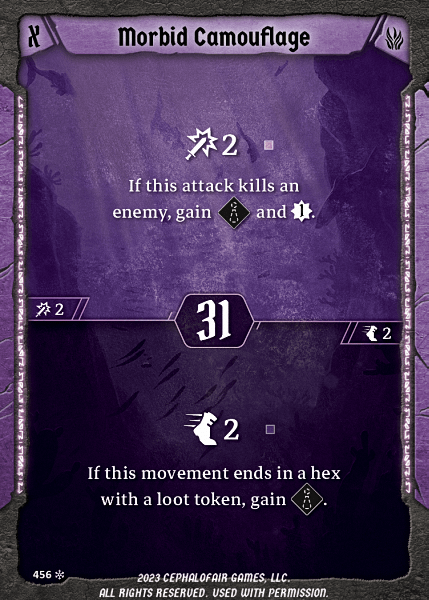 X
Morbid Camouflage
2
If this attack kills an
enemy, gain and 1.
2
31
2
2
If this movement ends in a hex
with a loot token, gain .
456
2023 CEPHALOFAIR GAMES, LLC.
ALL RIGHTS RESERVED. USED WITH PERMISSION.